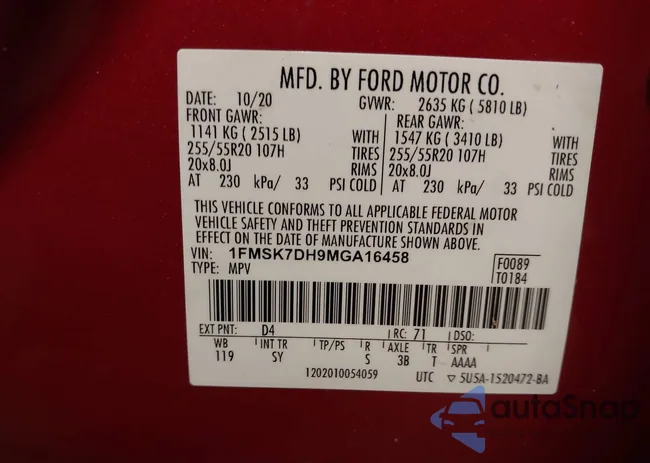 MFD. BY FORD MOTOR CO.
DATE: 10/20 GVWR: 2635 KG ( 5810 LB)
FRONT GAWR: REAR GAWR:
1141 KG ( 2515 LB) WITH 1547 KG ( 3410 LB) WITH
255/55R20 107H TIRES 255/55R20 107H TIRES
20x8.0J RIMS 20x8.0J RIMS
AT 230 kPa/ 33 PSI COLD AT 230 kPa/ 33 PSI COLD
THIS VEHICLE CONFORMS TO ALL APPLICABLE FEDERAL MOTOR
VEHICLE SAFETY AND THEFT PREVENTION STANDARDS IN
EFFECT ON THE DATE OF MANUFACTURE SHOWN ABOVE.
VIN: 1FMSK7DH9MGA16458 F0089
TYPE: MPV T0184
EXT PNT: D4 RC: 71 DSO:
WB INT TR TP/PS R AXLE TR SPR
119 SY S 3B T AAAA
1202010054059 UTC ▽ 5U5A-1520472-BA
autoSnap